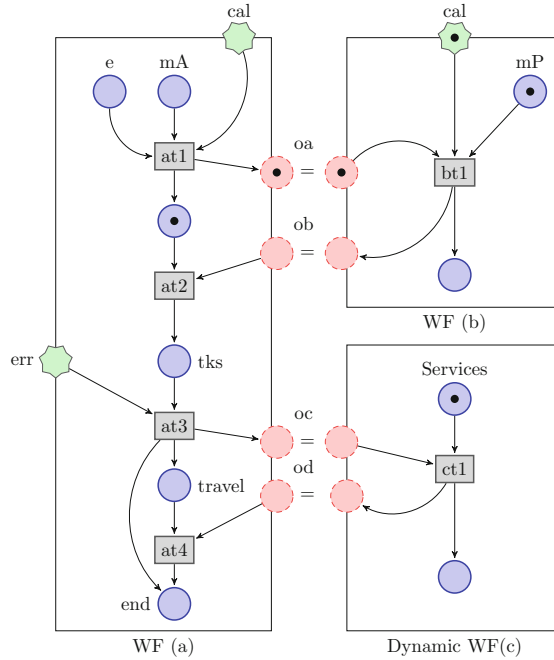 cal
cal
e
mA
mP
at1
oa
=
bt1
ob
=
at2
WF (b)
err
tks
Services
at3
oc
=
ct1
od
=
travel
at4
end
WF (a)
Dynamic WF(c)